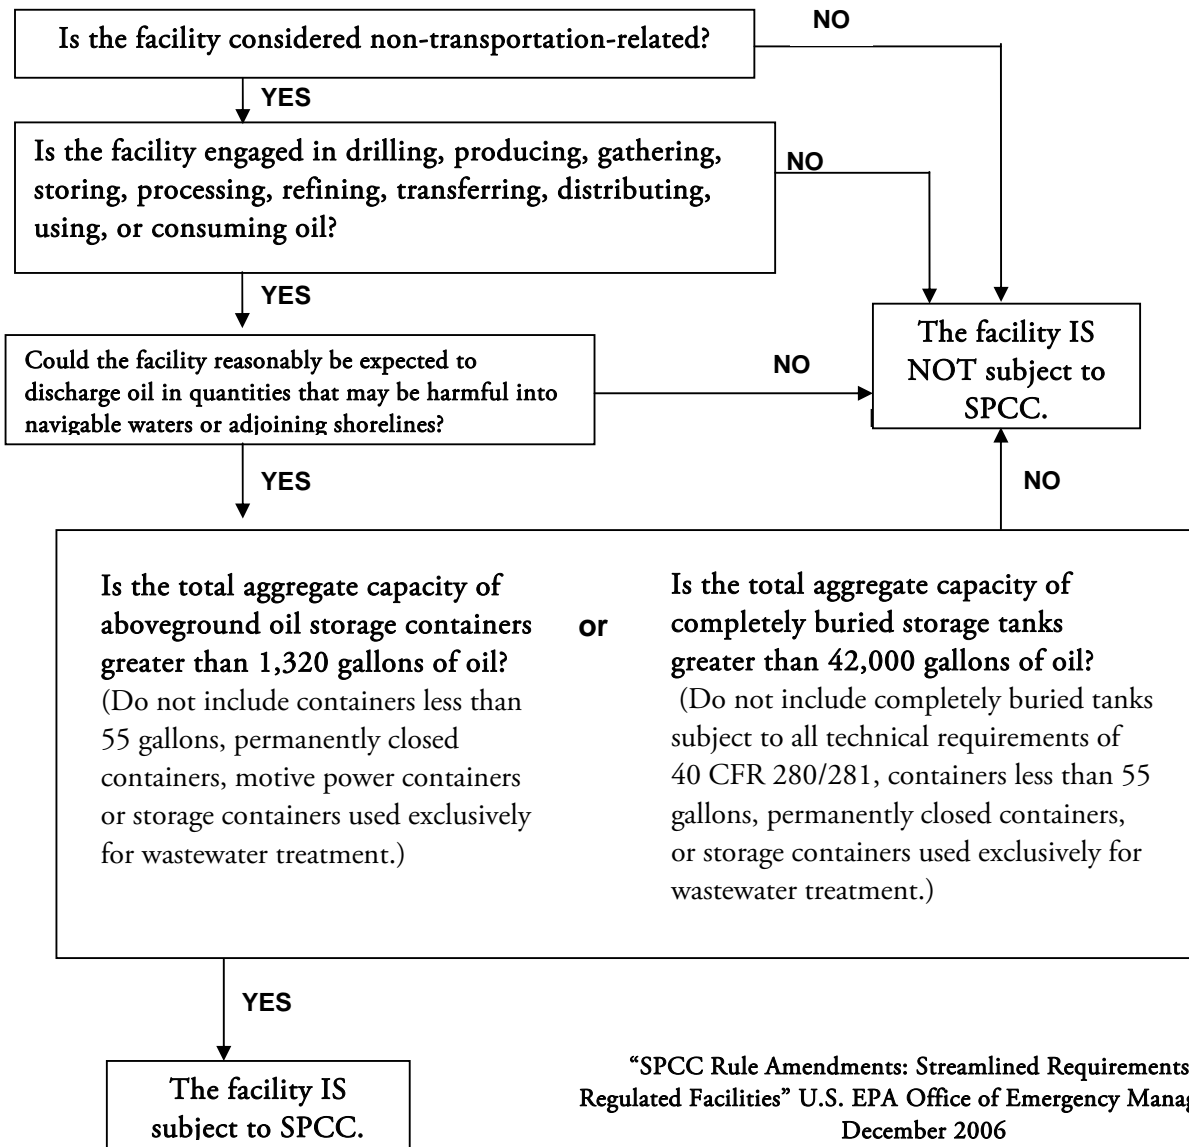 Is the facility considered non-transportation-related?
NO
YES
Is the facility engaged in drilling, producing, gathering,
storing, processing, refining, transferring, distributing,
using, or consuming oil?
NO
YES
Could the facility reasonably be expected to
discharge oil in quantities that may be harmful into
navigable waters or adjoining shorelines?
NO
The facility IS
NOT subject to
SPCC.
YES
NO
Is the total aggregate capacity of
aboveground oil storage containers
greater than 1,320 gallons of oil?
(Do not include containers less than
55 gallons, permanently closed
containers, motive power containers
or storage containers used exclusively
for wastewater treatment.)
or
Is the total aggregate capacity of
completely buried storage tanks
greater than 42,000 gallons of oil?
(Do not include completely buried tanks
subject to all technical requirements of
40 CFR 280/281, containers less than 55
gallons, permanently closed containers,
or storage containers used exclusively for
wastewater treatment.)
YES
The facility IS
subject to SPCC.
“SPCC Rule Amendments: Streamlined Requirements
Regulated Facilities” U.S. EPA Office of Emergency Manag
December 2006